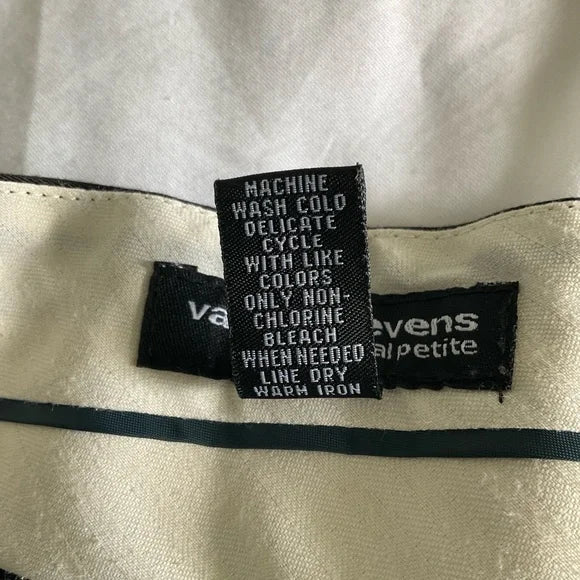 MACHINE
WASH COLD
DELICATE
CYCLE
WITH LIKE
COLORS
ONLY NON-
CHLORINE
BLEACH
WHEN NEEDED
LINE DRY
WARM IRON
va evens
al petite